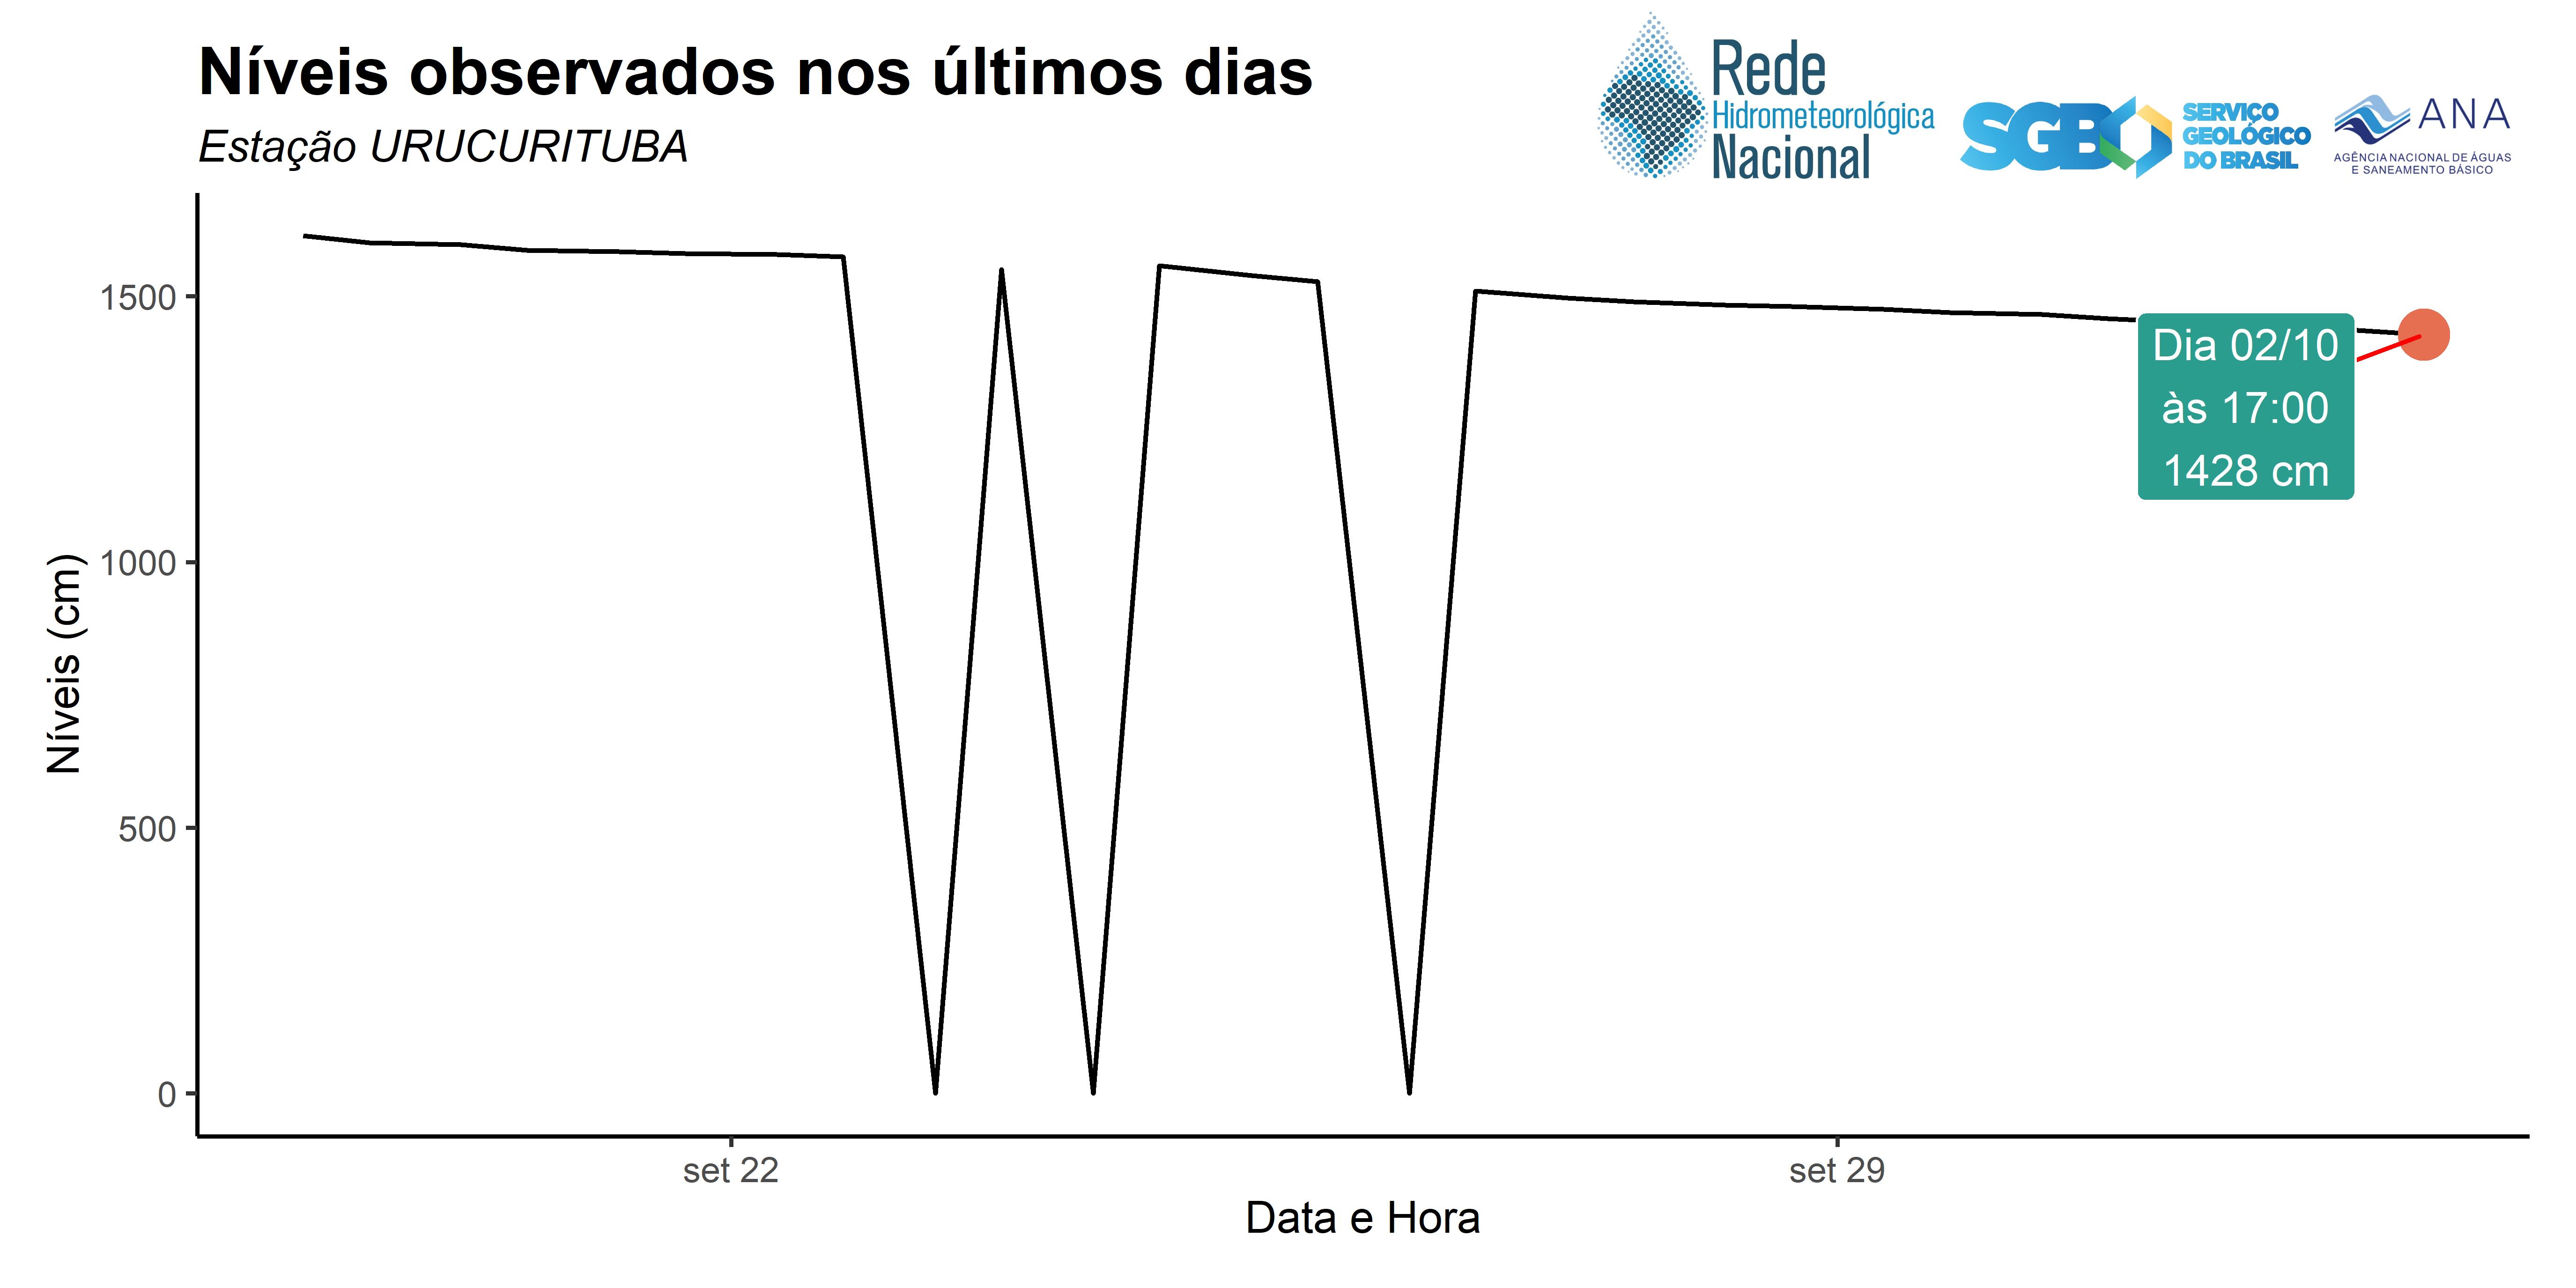 Níveis observados nos últimos dias
Estação URUCURITUBA
Rede
Hidrometeorológica
Nacional
SGB
SERVIÇO
GEOLÓGICO
DO BRASIL
ANA
AGÊNCIA NACIONAL DE ÁGUAS
E SANEAMENTO BÁSICO
Níveis (cm)
1500
1000
500
0
Dia 02/10
às 17:00
1428 cm
set 22
set 29
Data e Hora